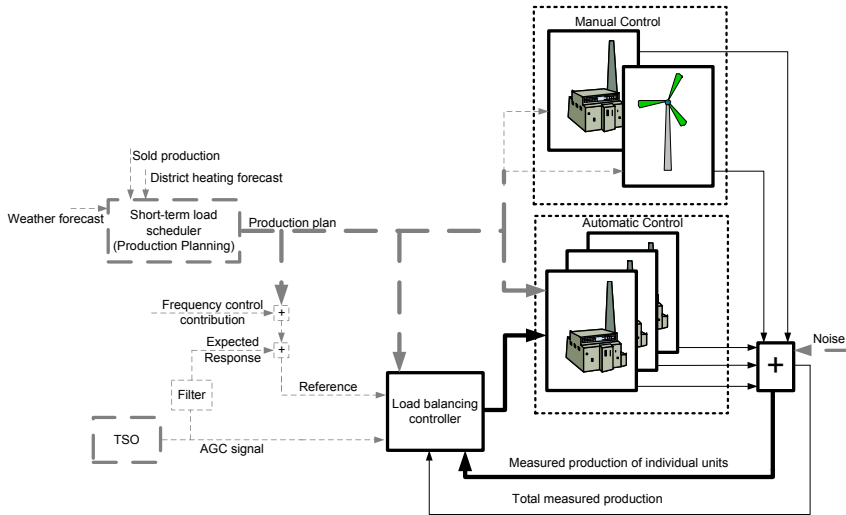 Manual Control
Sold production
District heating forecast
Weather forecast
Short-term load
scheduler
(Production Planning)
Production plan
Automatic Control
Frequency control
contribution
+
Expected
Response
+
Noise
+
Filter
Reference
Load balancing
controller
TSO
AGC signal
Measured production of individual units
Total measured production